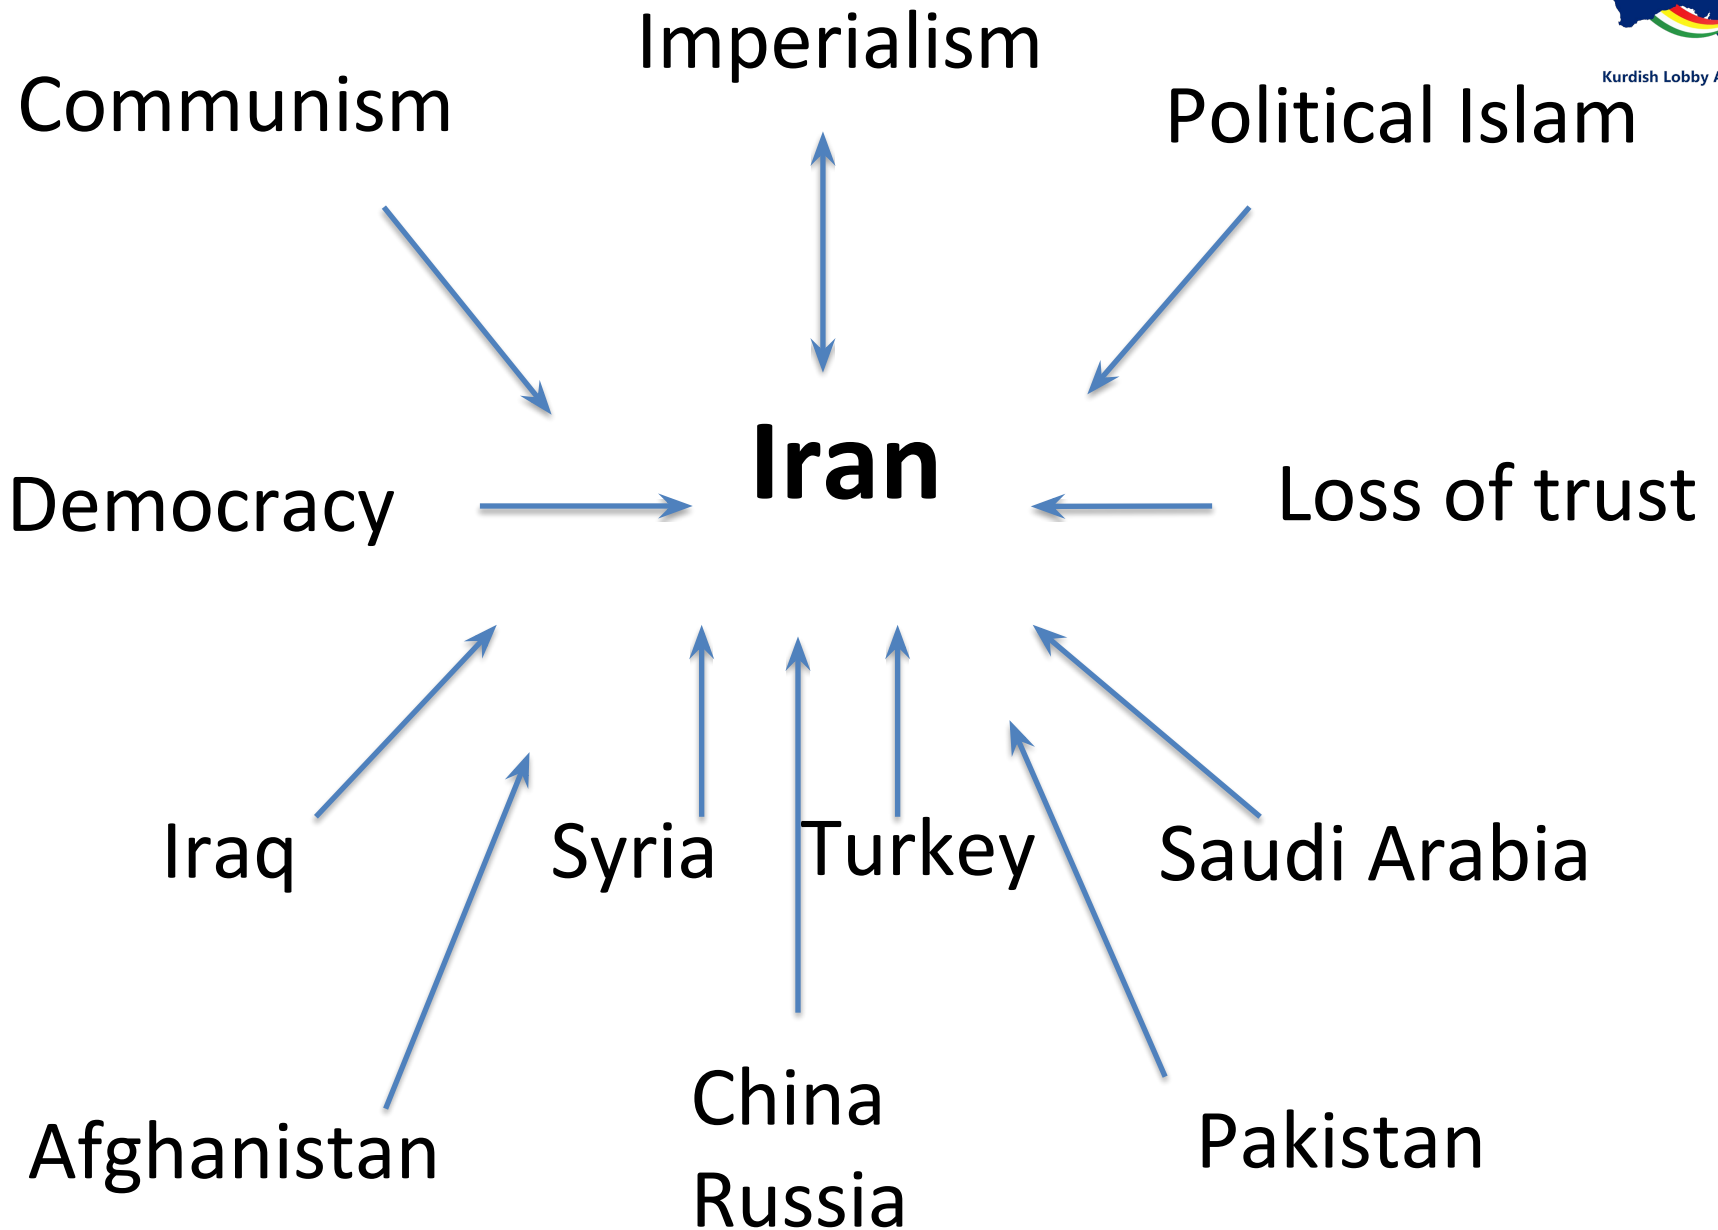 Imperialism
Communism
Political Islam
Kurdish Lobby A
Iran
Democracy
Loss of trust
Iraq
Syria
Turkey
Saudi Arabia
Afghanistan
China
Russia
Pakistan